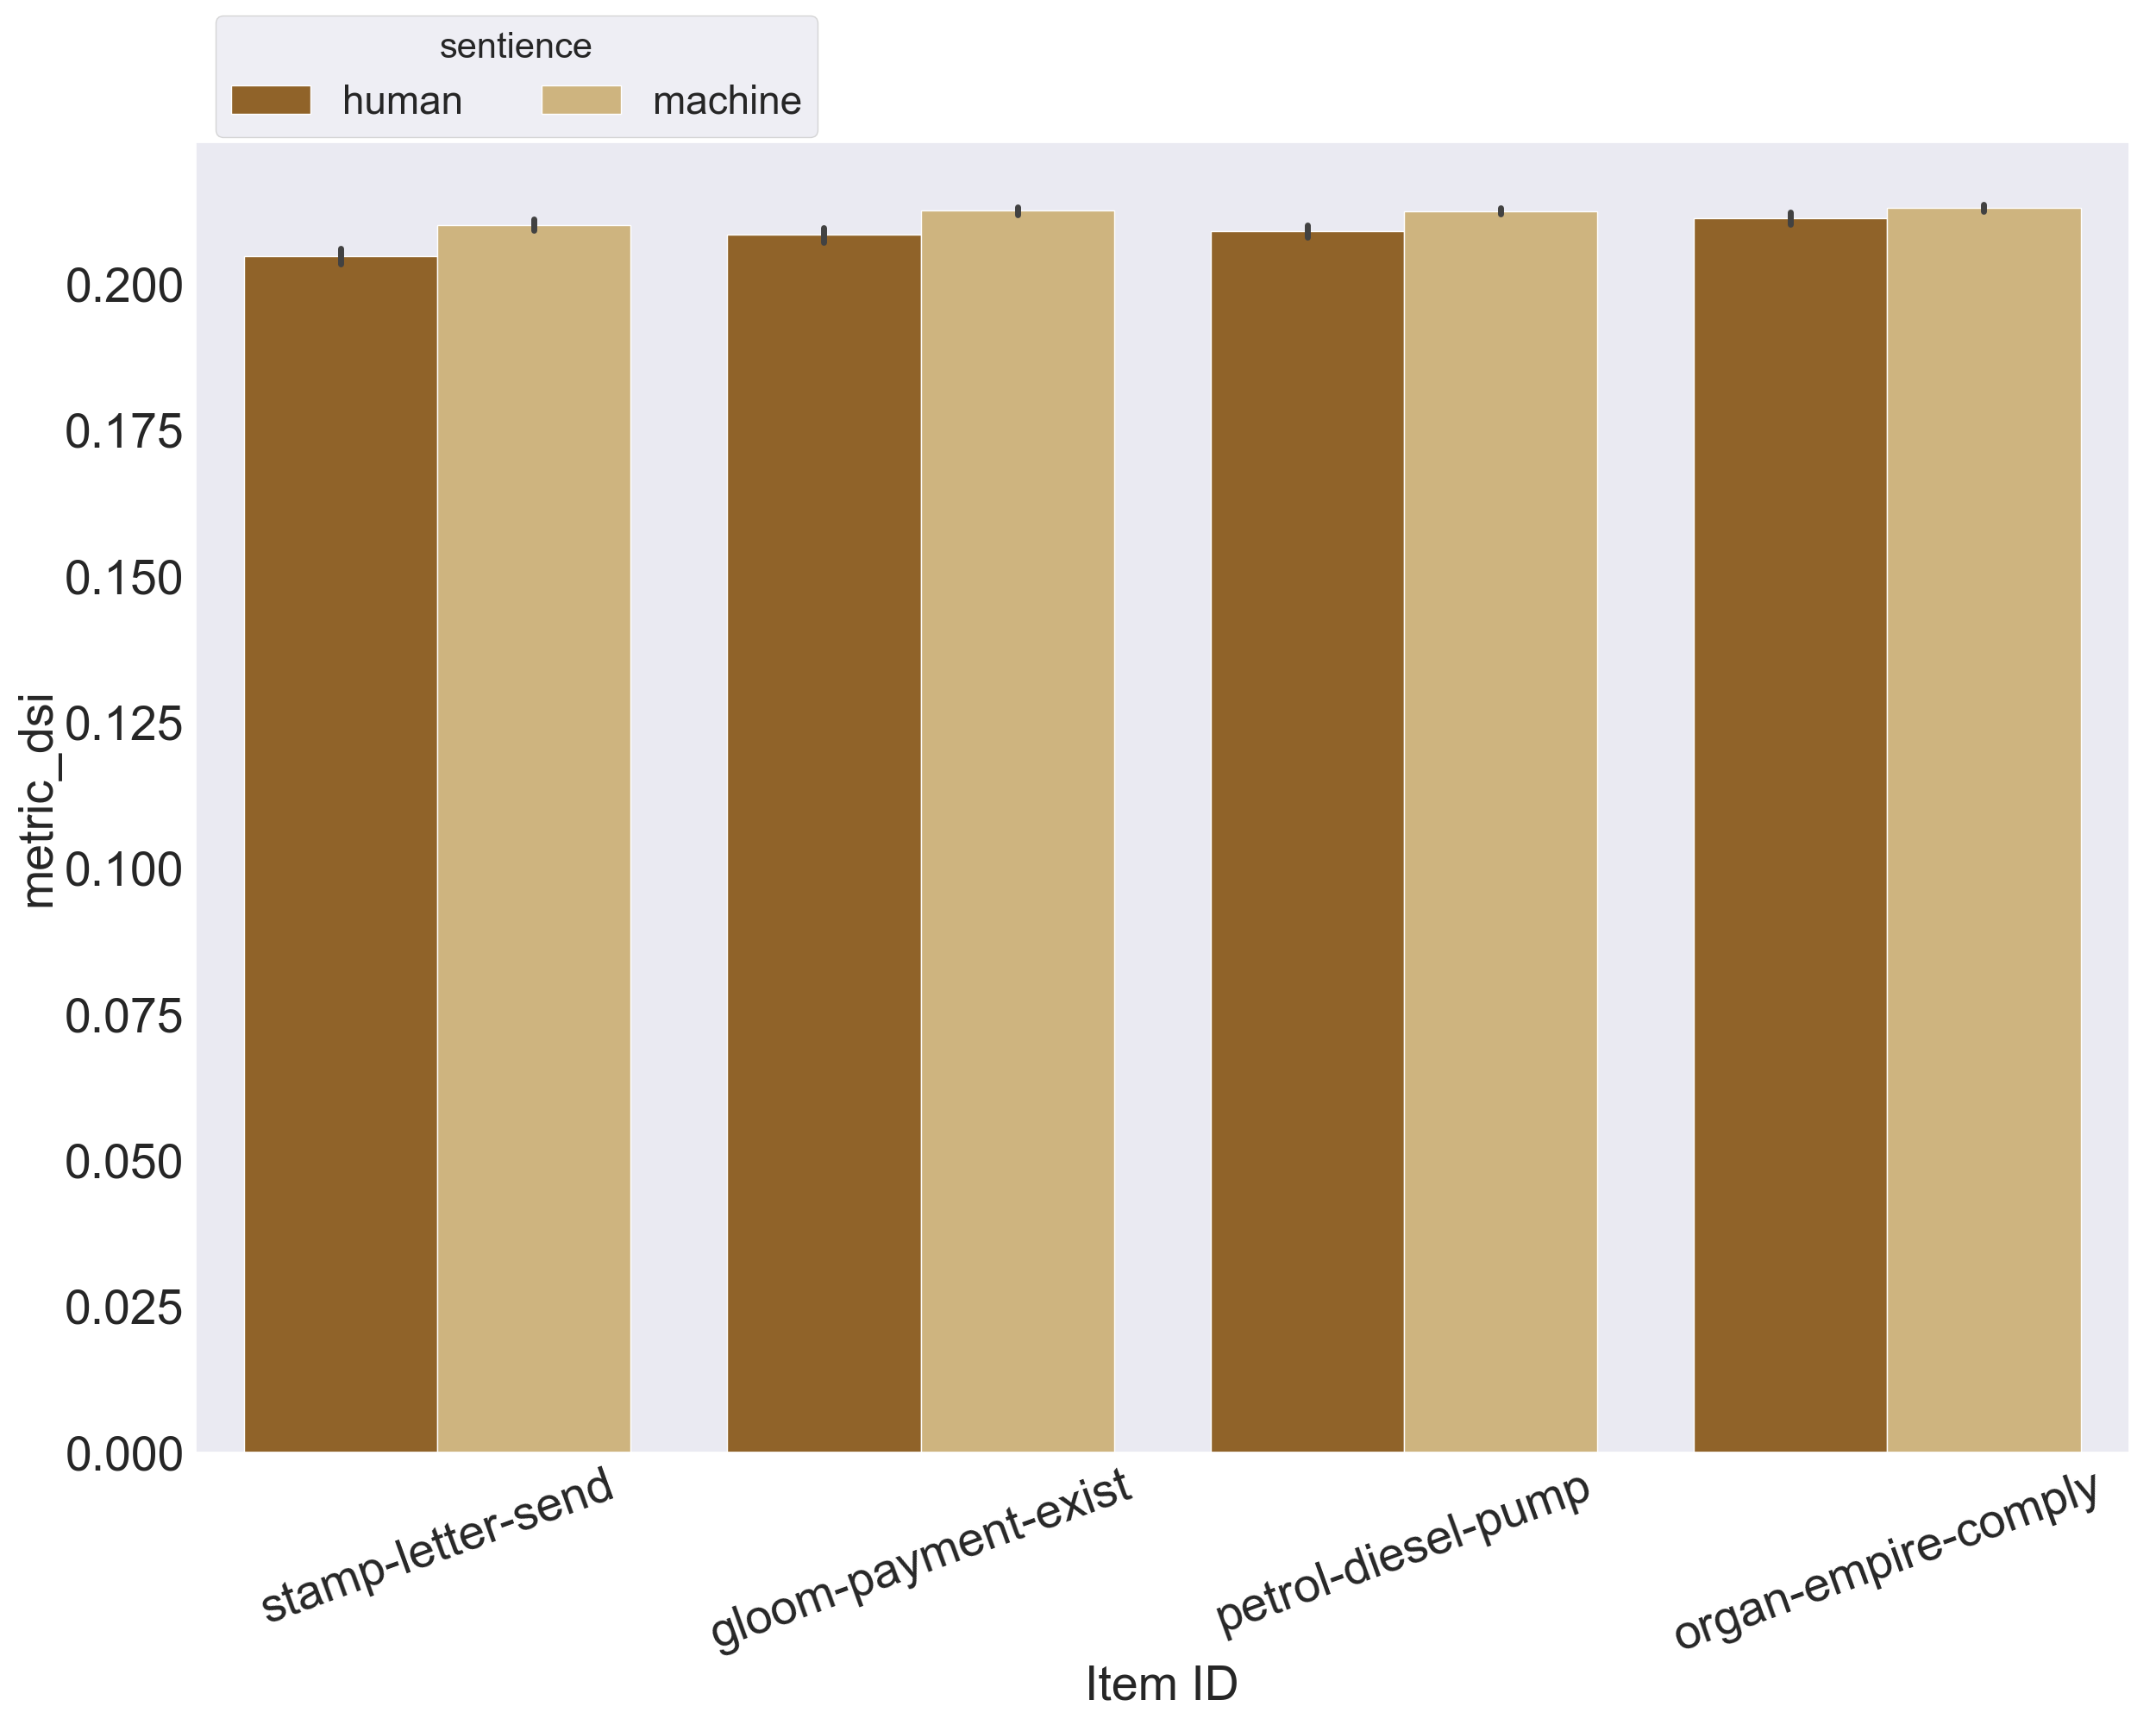 sentience
human machine
metric_dsi
0.200
0.175
0.150
0.125
0.100
0.075
0.050
0.025
0.000
stamp-letter-send
gloom-payment-exist
petrol-diesel-pump
organ-empire-comply
Item ID